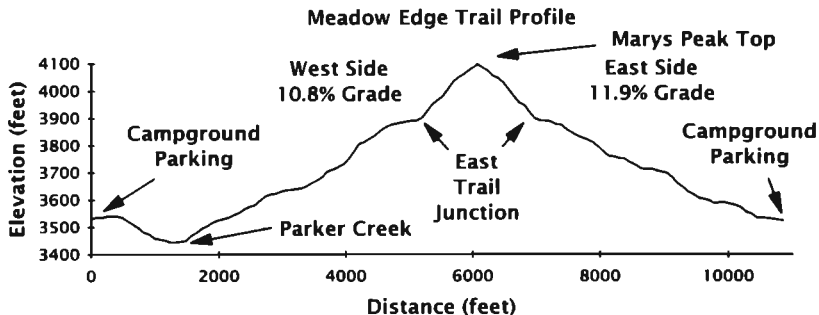 Meadow Edge Trail Profile
Marys Peak Top
West Side
10.8% Grade
East Side
11.9% Grade
Campground
Parking
Campground
Parking
East
Trail
Junction
Parker Creek
Elevation (feet)
4100
4000
3900
3800
3700
3600
3500
3400
0 2000 4000 6000 8000 10000
Distance (feet)